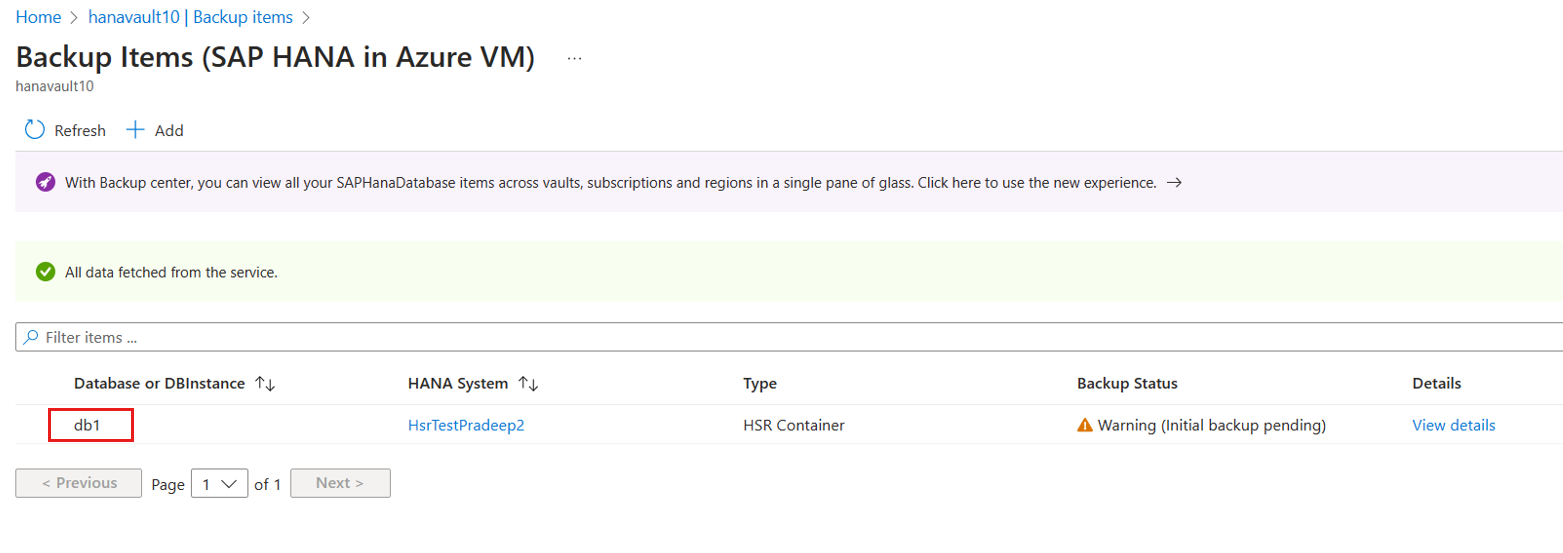 Home > hanavault10 | Backup items >
Backup Items (SAP HANA in Azure VM) ...
hanavault10
Refresh + Add
With Backup center, you can view all your SAPHanaDatabase items across vaults, subscriptions and regions in a single pane of glass. Click here to use the new experience. →
All data fetched from the service.
Filter items ...
Database or DBInstance ↑↓ HANA System ↑↓ Type Backup Status Details
db1 HsrTestPradeep2 HSR Container Warning (Initial backup pending) View details
< Previous Page 1 of 1 Next >